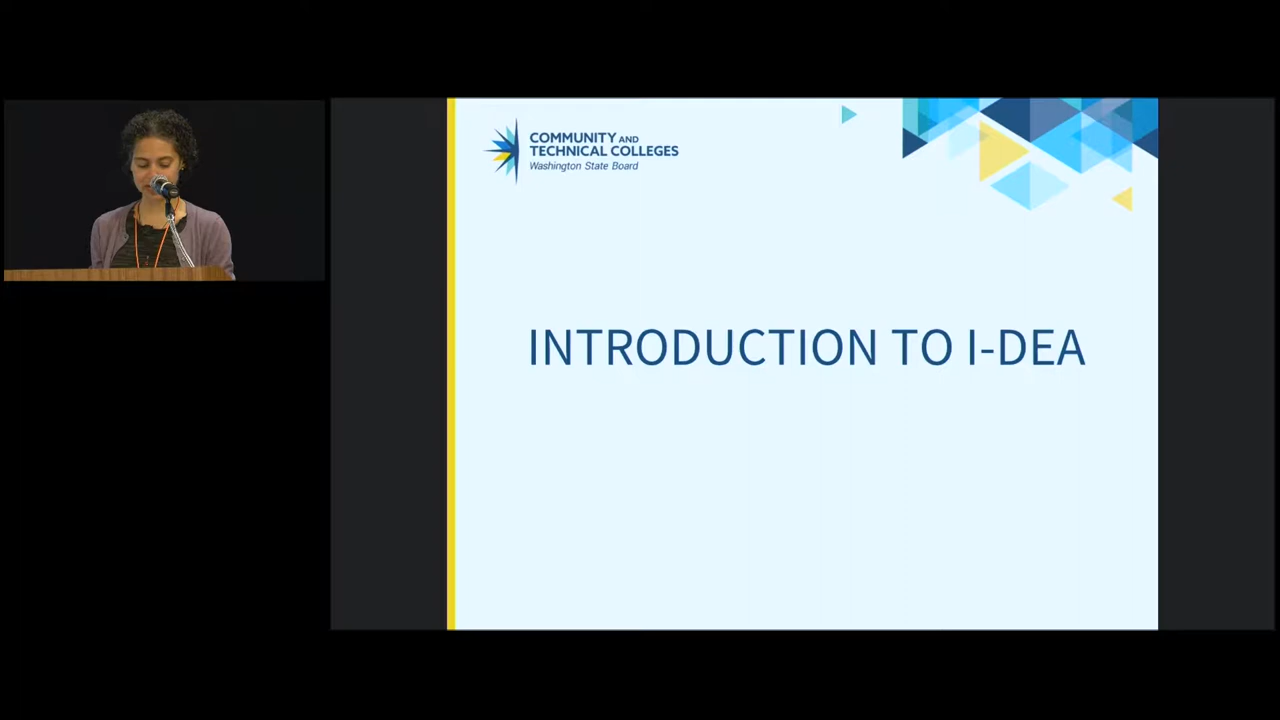 COMMUNITY AND
TECHNICAL COLLEGES
Washington State Board
INTRODUCTION TO I-DEA